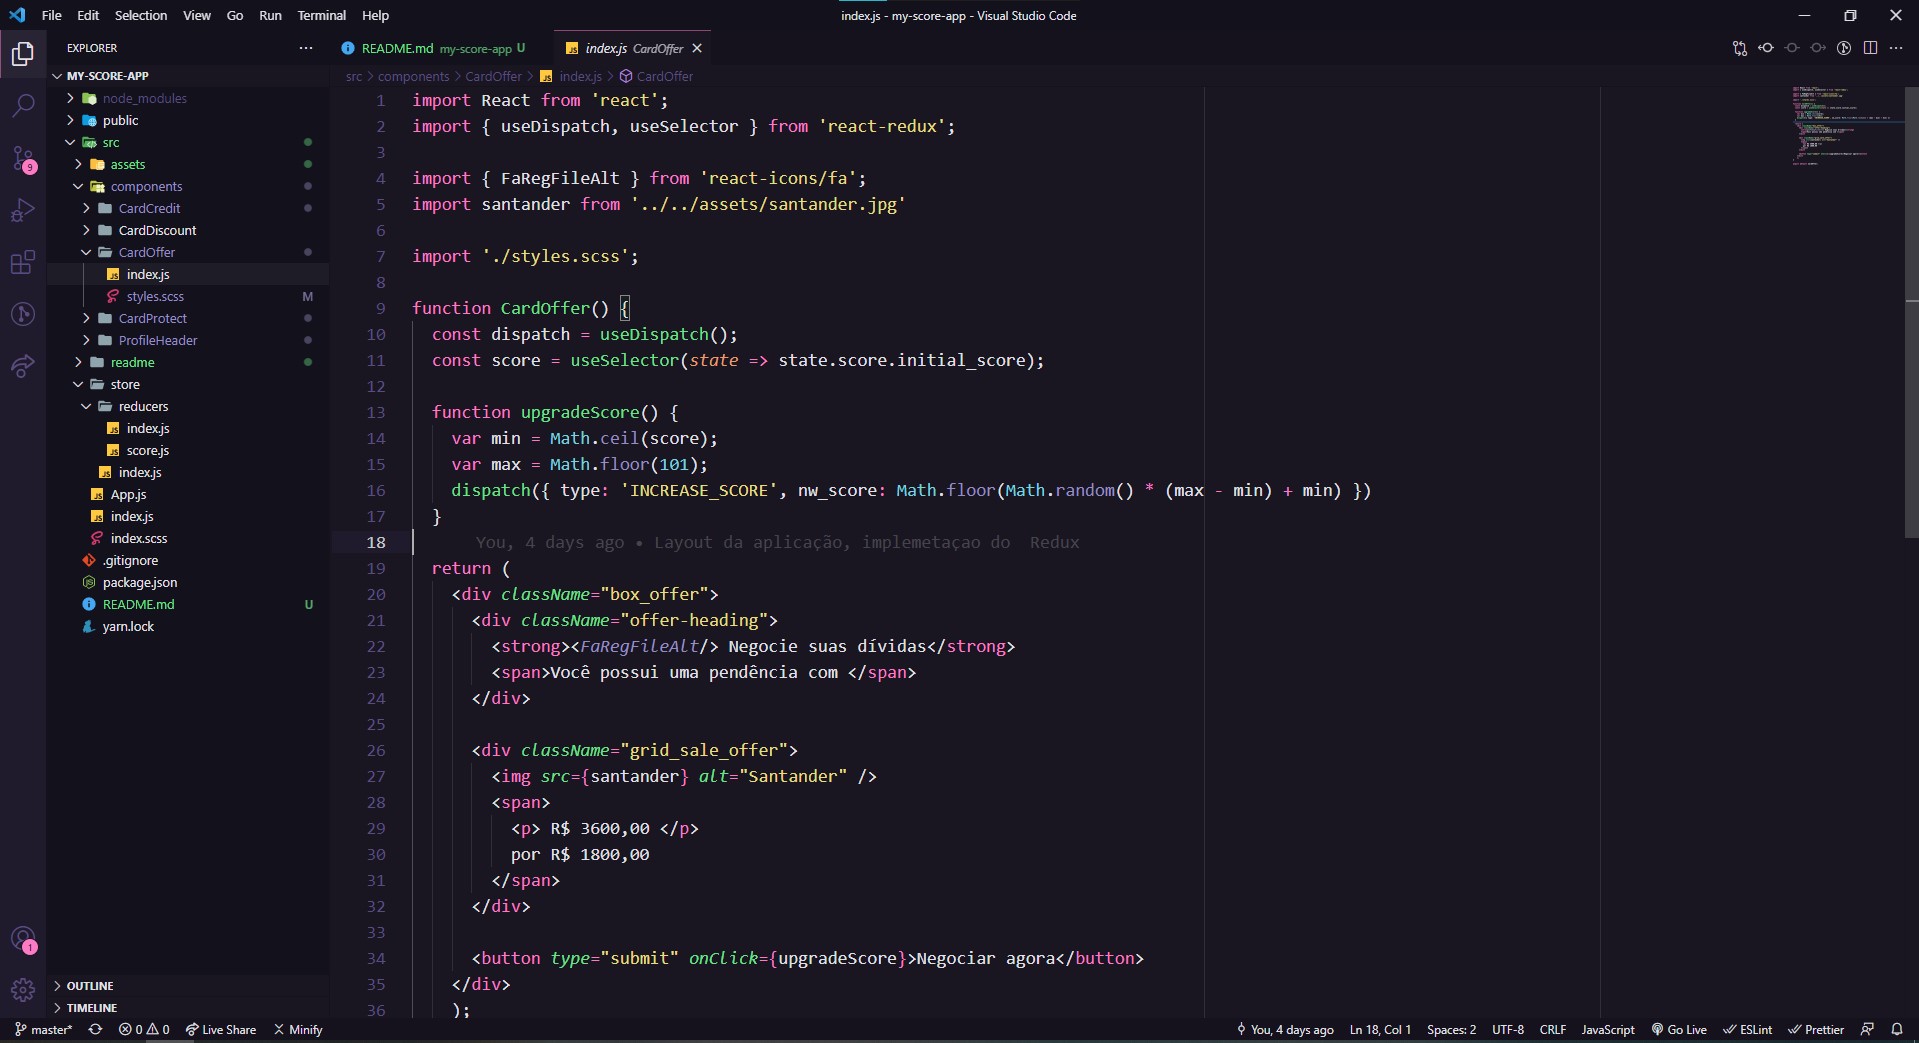 File Edit Selection View Go Run Terminal Help
index.js - my-score-app - Visual Studio Code
EXPLORER
README.md my-score-app U
index.js CardOffer
src > components > CardOffer > index.js > CardOffer
MY-SCORE-APP
node_modules
public
src
assets
components
CardCredit
CardDiscount
CardOffer
index.js
styles.scss M
CardProtect
ProfileHeader
readme
store
reducers
index.js
score.js
index.js
App.js
index.js
index.scss
.gitignore
package.json
README.md U
yarn.lock
OUTLINE
TIMELINE
9
1
1 import React from 'react';
2 import { useDispatch, useSelector } from 'react-redux';
3
4 import { FaRegFileAlt } from 'react-icons/fa';
5 import santander from '../../assets/santander.jpg'
6
7 import './styles.scss';
8
9 function CardOffer() {
10 const dispatch = useDispatch();
11 const score = useSelector(state => state.score.initial_score);
12
13 function upgradeScore() {
14 var min = Math.ceil(score);
15 var max = Math.floor(101);
16 dispatch({ type: 'INCREASE_SCORE', nw_score: Math.floor(Math.random() * (max - min) + min) })
17 }
18 You, 4 days ago • Layout da aplicação, implemetaçao do Redux
19 return (
20 <div className="box_offer">
21 <div className="offer-heading">
22 <strong><FaRegFileAlt/> Negocie suas dívidas</strong>
23 <span>Você possui uma pendência com </span>
24 </div>
25
26 <div className="grid_sale_offer">
27 <img src={santander} alt="Santander" />
28 <span>
29 <p> R$ 3600,00 </p>
30 por R$ 1800,00
31 </span>
32 </div>
33
34 <button type="submit" onClick={upgradeScore}>Negociar agora</button>
35 </div>
36 );
master* 0 0 Live Share Minify
You, 4 days ago Ln 18, Col 1 Spaces: 2 UTF-8 CRLF JavaScript Go Live ESLint Prettier